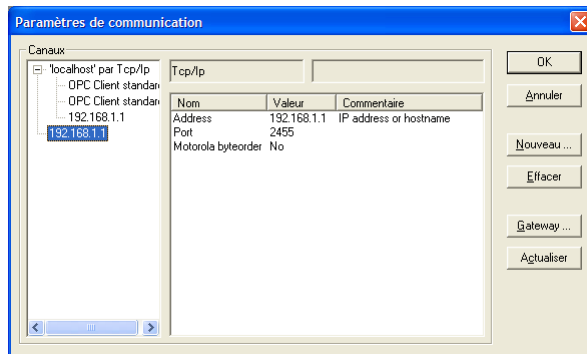 Paramètres de communication
Canaux
'localhost' par Tcp/Ip
OPC Client standar
OPC Client standar
192.168.1.1
192.168.1.1
Tcp/Ip
Nom Valeur Commentaire
Address 192.168.1.1 IP address or hostname
Port 2455
Motorola byteorder No
OK
Annuler
Nouveau ...
Effacer
Gateway ...
Actualiser